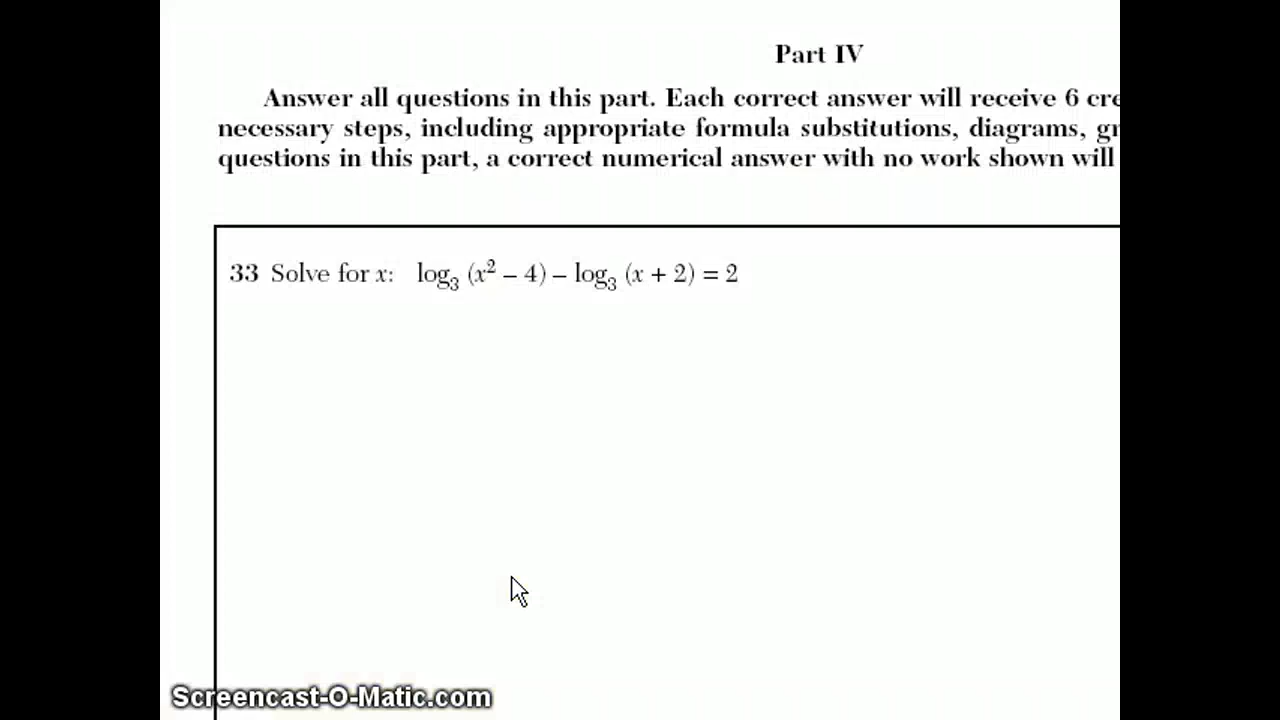 Part IV
Answer all questions in this part. Each correct answer will receive 6 cre
necessary steps, including appropriate formula substitutions, diagrams, gr
questions in this part, a correct numerical answer with no work shown will
33 Solve for x: log₃ (x² – 4) – log₃ (x + 2) = 2
Screencast-O-Matic.com